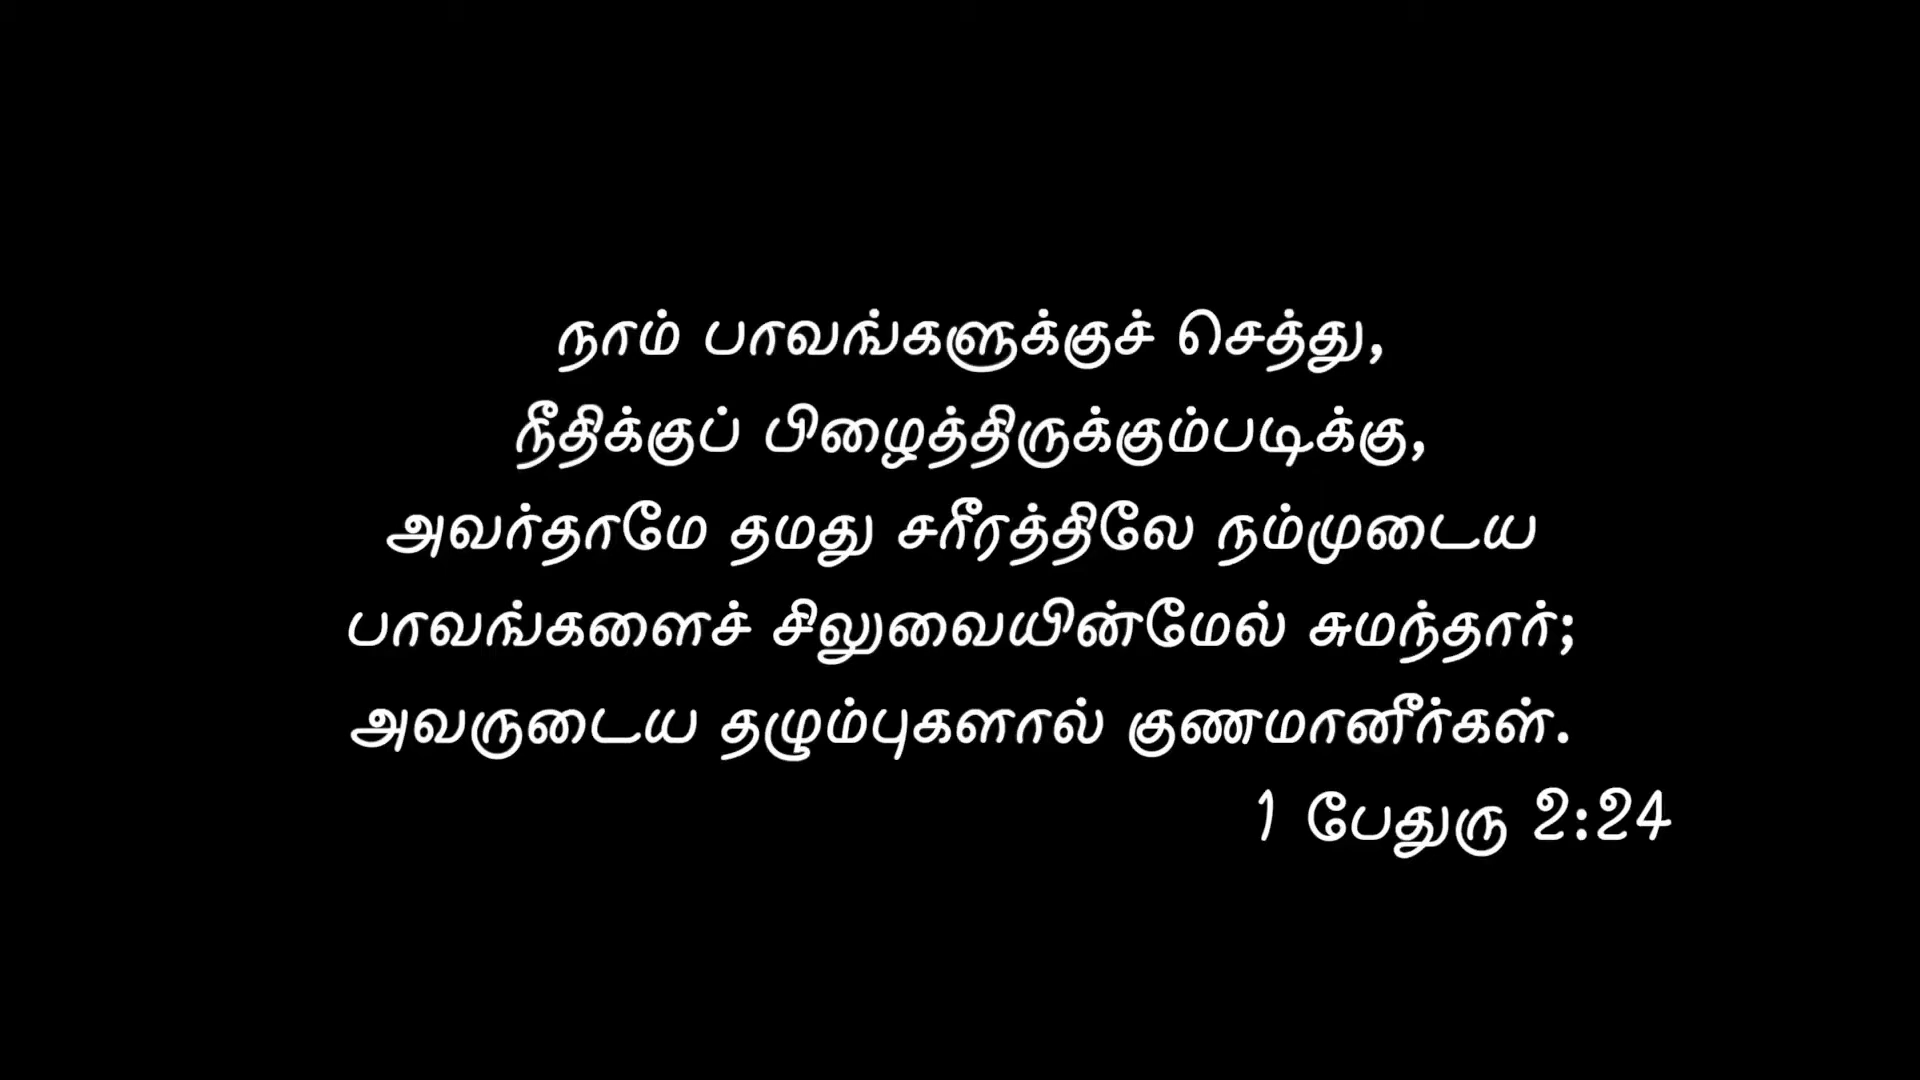 நாம் பாவங்களுக்குச் செத்து,
நீதிக்குப் பிழைத்திருக்கும்படிக்கு,
அவர்தாமே தமது சரீரத்திலே நம்முடைய
பாவங்களைச் சிலுவையின்மேல் சுமந்தார்;
அவருடைய தழும்புகளால் குணமானீர்கள்.
1 பேதுரு 2:24